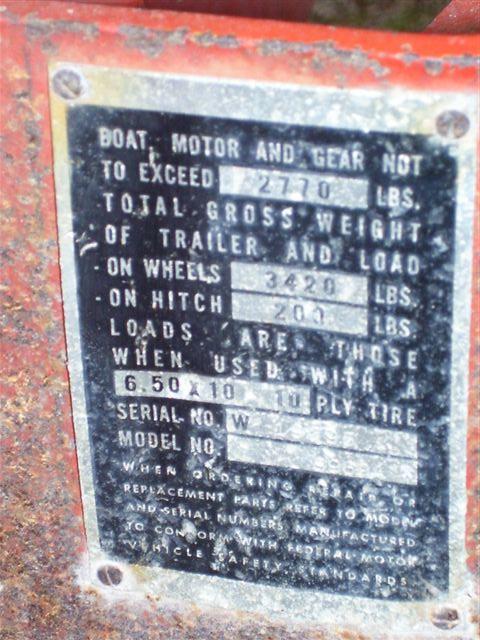 BOAT, MOTOR AND GEAR NOT
TO EXCEED 2770 LBS.
TOTAL GROSS WEIGHT
OF TRAILER AND LOAD
ON WHEELS 3420 LBS.
ON HITCH 200 LBS
LOADS ARE THOSE
WHEN USED WITH A
6.50 X 10 10 PLY TIRE
SERIAL NO. W
MODEL NO.
WHEN ORDERING REPAIR OR
REPLACEMENT PARTS REFER TO MODEL
AND SERIAL NUMBERS MANUFACTURED
TO CONFORM WITH FEDERAL MOTOR
VEHICLE SAFETY STANDARDS